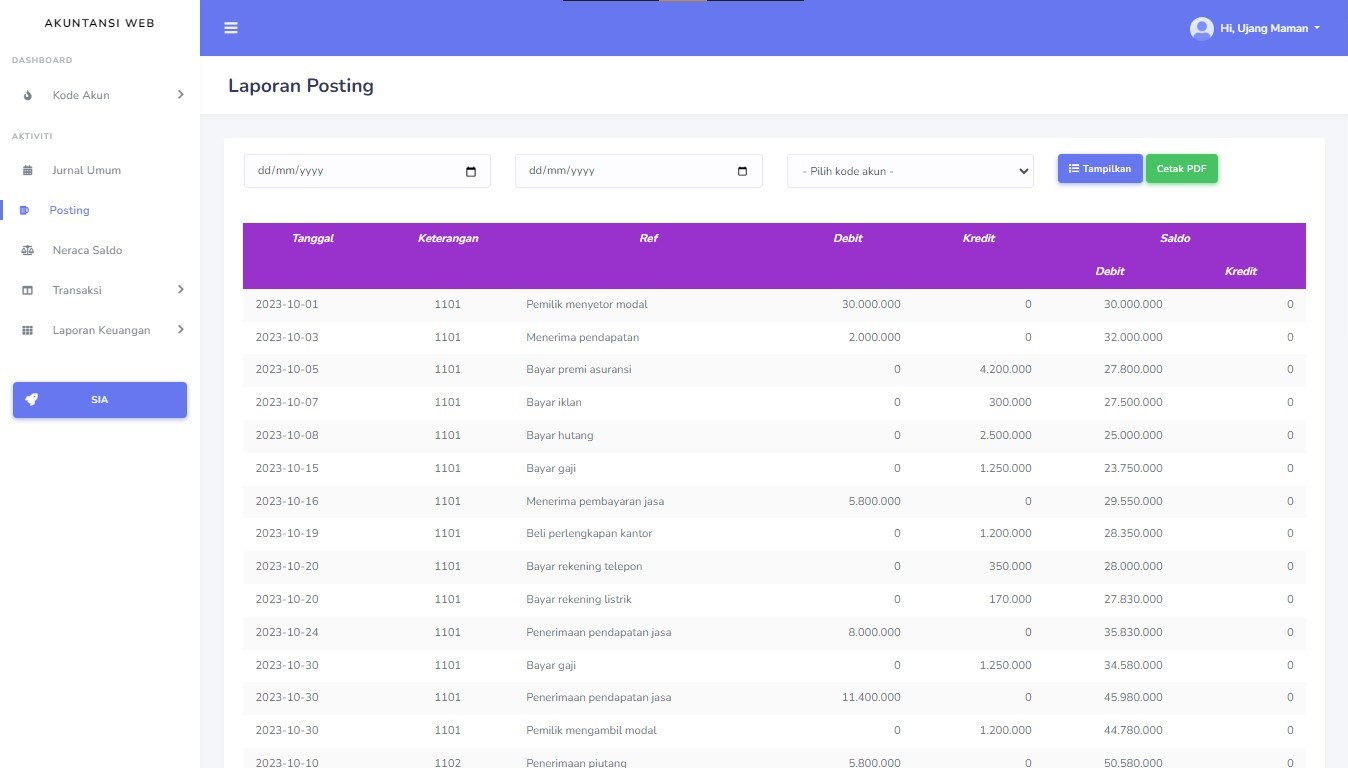 AKUNTANSI WEB
Hi, Ujang Maman
DASHBOARD
Kode Akun
AKTIVITI
Jurnal Umum
Posting
Neraca Saldo
Transaksi
Laporan Keuangan
SIA
Laporan Posting
dd/mm/yyyy dd/mm/yyyy - Pilih kode akun - Tampilkan Cetak PDF
Tanggal Keterangan Ref Debit Kredit Saldo
Debit Kredit
2023-10-01 1101 Pemilik menyetor modal 30.000.000 0 30.000.000 0
2023-10-03 1101 Menerima pendapatan 2.000.000 0 32.000.000 0
2023-10-05 1101 Bayar premi asuransi 0 4.200.000 27.800.000 0
2023-10-07 1101 Bayar iklan 0 300.000 27.500.000 0
2023-10-08 1101 Bayar hutang 0 2.500.000 25.000.000 0
2023-10-15 1101 Bayar gaji 0 1.250.000 23.750.000 0
2023-10-16 1101 Menerima pembayaran jasa 5.800.000 0 29.550.000 0
2023-10-19 1101 Beli perlengkapan kantor 0 1.200.000 28.350.000 0
2023-10-20 1101 Bayar rekening telepon 0 350.000 28.000.000 0
2023-10-20 1101 Bayar rekening listrik 0 170.000 27.830.000 0
2023-10-24 1101 Penerimaan pendapatan jasa 8.000.000 0 35.830.000 0
2023-10-30 1101 Bayar gaji 0 1.250.000 34.580.000 0
2023-10-30 1101 Penerimaan pendapatan jasa 11.400.000 0 45.980.000 0
2023-10-30 1101 Pemilik mengambil modal 0 1.200.000 44.780.000 0
2023-10-10 1102 Penerimaan piutang 5.800.000 0 50.580.000 0